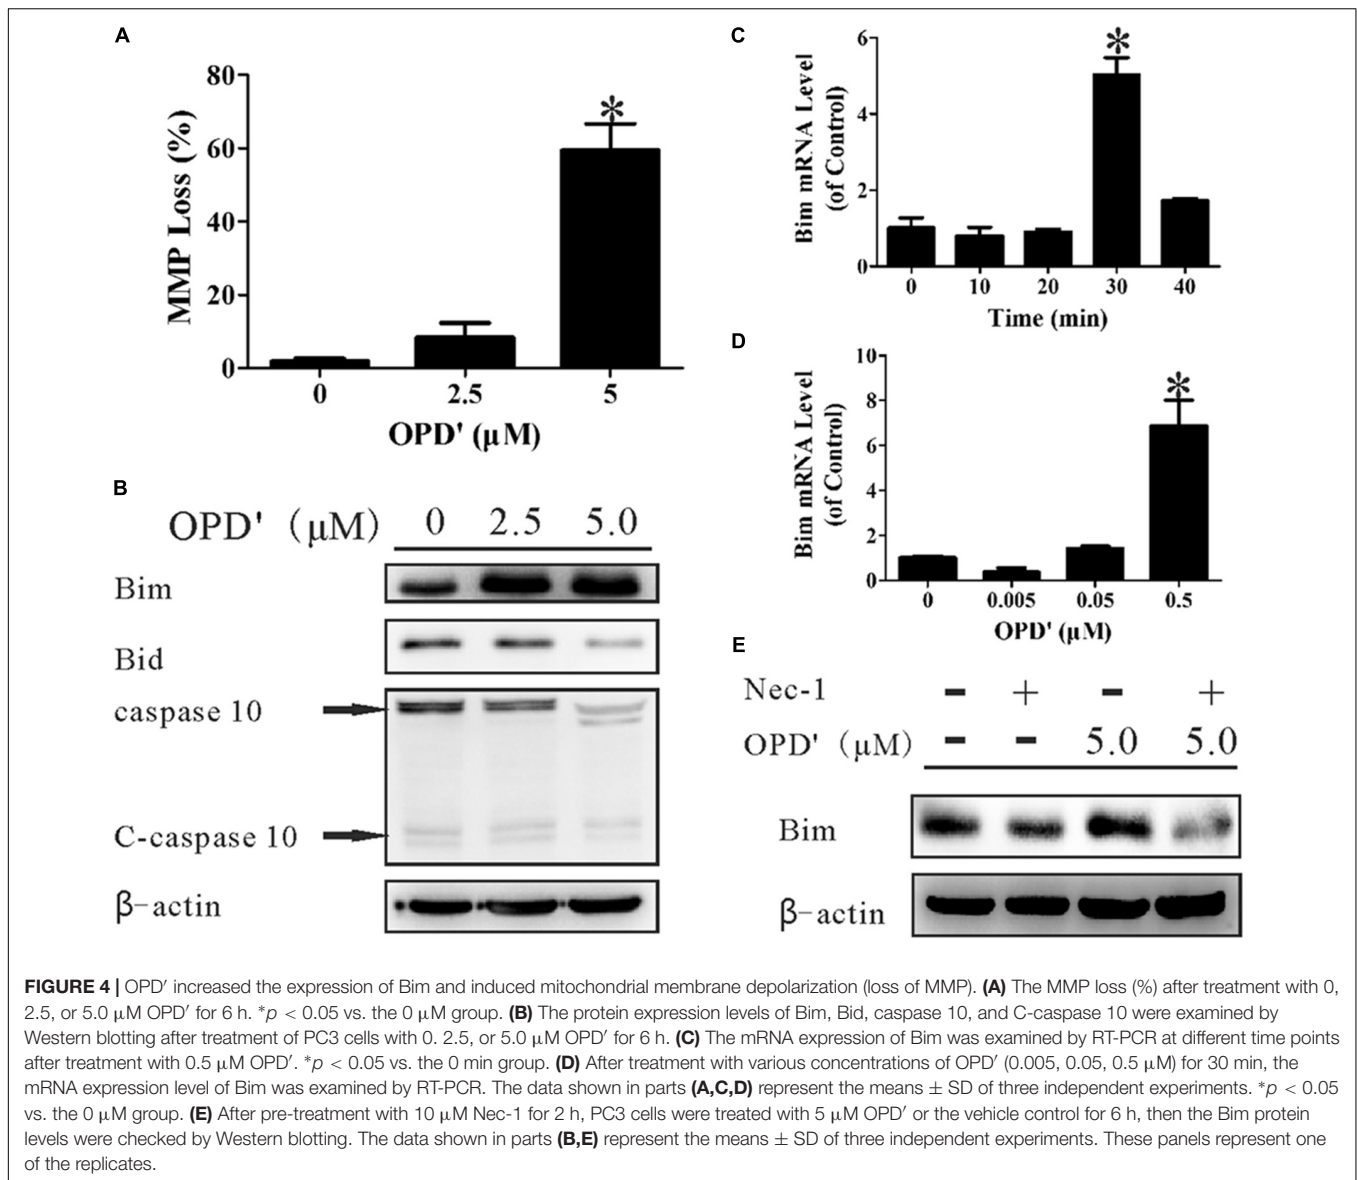 A
80
60
40
20
0
MMP Loss (%)
*
0 2.5 5
OPD' (μM)
B
OPD' (μM) 0 2.5 5.0
Bim
Bid
caspase 10
C-caspase 10
β-actin
C
6
4
2
0
Bim mRNA Level
(of Control)
*
0 10 20 30 40
Time (min)
D
10
8
6
4
2
0
Bim mRNA Level
(of Control)
*
0 0.005 0.05 0.5
OPD' (μM)
E
Nec-1 - + - +
OPD' (μM) - - 5.0 5.0
Bim
β-actin
FIGURE 4 | OPD′ increased the expression of Bim and induced mitochondrial membrane depolarization (loss of MMP). (A) The MMP loss (%) after treatment with 0,
2.5, or 5.0 μM OPD′ for 6 h. *p < 0.05 vs. the 0 μM group. (B) The protein expression levels of Bim, Bid, caspase 10, and C-caspase 10 were examined by
Western blotting after treatment of PC3 cells with 0. 2.5, or 5.0 μM OPD′ for 6 h. (C) The mRNA expression of Bim was examined by RT-PCR at different time points
after treatment with 0.5 μM OPD′. *p < 0.05 vs. the 0 min group. (D) After treatment with various concentrations of OPD′ (0.005, 0.05, 0.5 μM) for 30 min, the
mRNA expression level of Bim was examined by RT-PCR. The data shown in parts (A,C,D) represent the means ± SD of three independent experiments. *p < 0.05
vs. the 0 μM group. (E) After pre-treatment with 10 μM Nec-1 for 2 h, PC3 cells were treated with 5 μM OPD′ or the vehicle control for 6 h, then the Bim protein
levels were checked by Western blotting. The data shown in parts (B,E) represent the means ± SD of three independent experiments. These panels represent one
of the replicates.